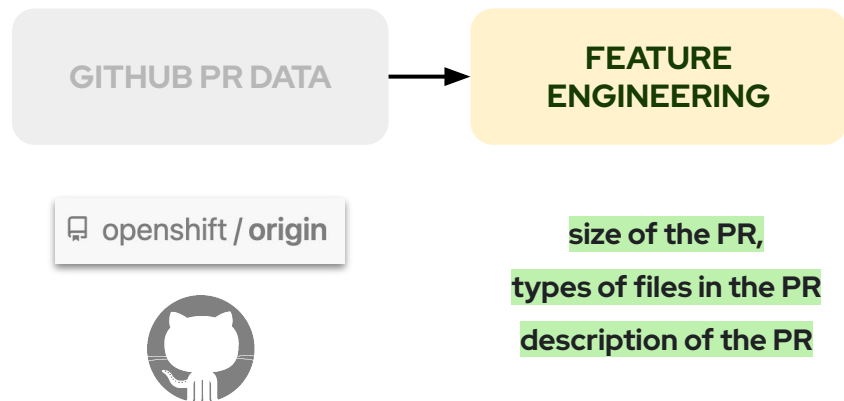 GITHUB PR DATA
FEATURE
ENGINEERING
openshift / origin
size of the PR,
types of files in the PR
description of the PR